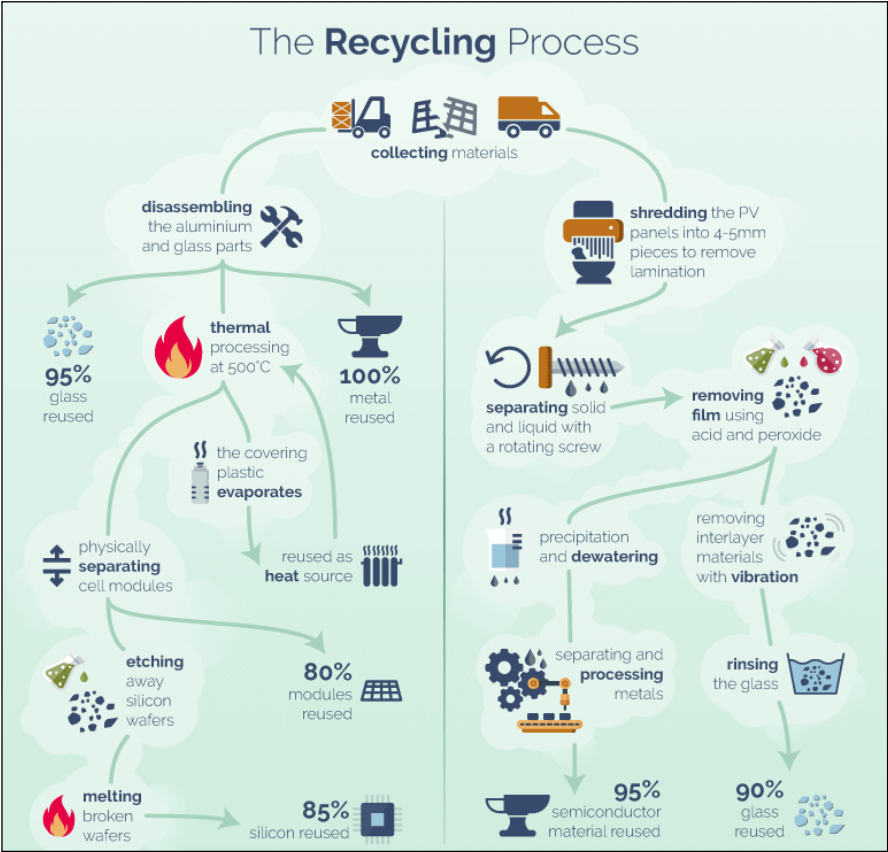 The Recycling Process
collecting materials
disassembling
the aluminium
and glass parts
95%
glass
reused
thermal
processing
at 500°C
100%
metal
reused
the covering
plastic
evaporates
reused as
heat source
physically
separating
cell modules
etching
away
silicon
wafers
80%
modules
reused
melting
broken
wafers
85%
silicon reused
shredding the PV
panels into 4-5mm
pieces to remove
lamination
separating solid
and liquid with
a rotating screw
removing
film using
acid and peroxide
precipitation
and dewatering
removing
interlayer
materials
with vibration
separating and
processing
metals
rinsing
the glass
95%
semiconductor
material reused
90%
glass
reused